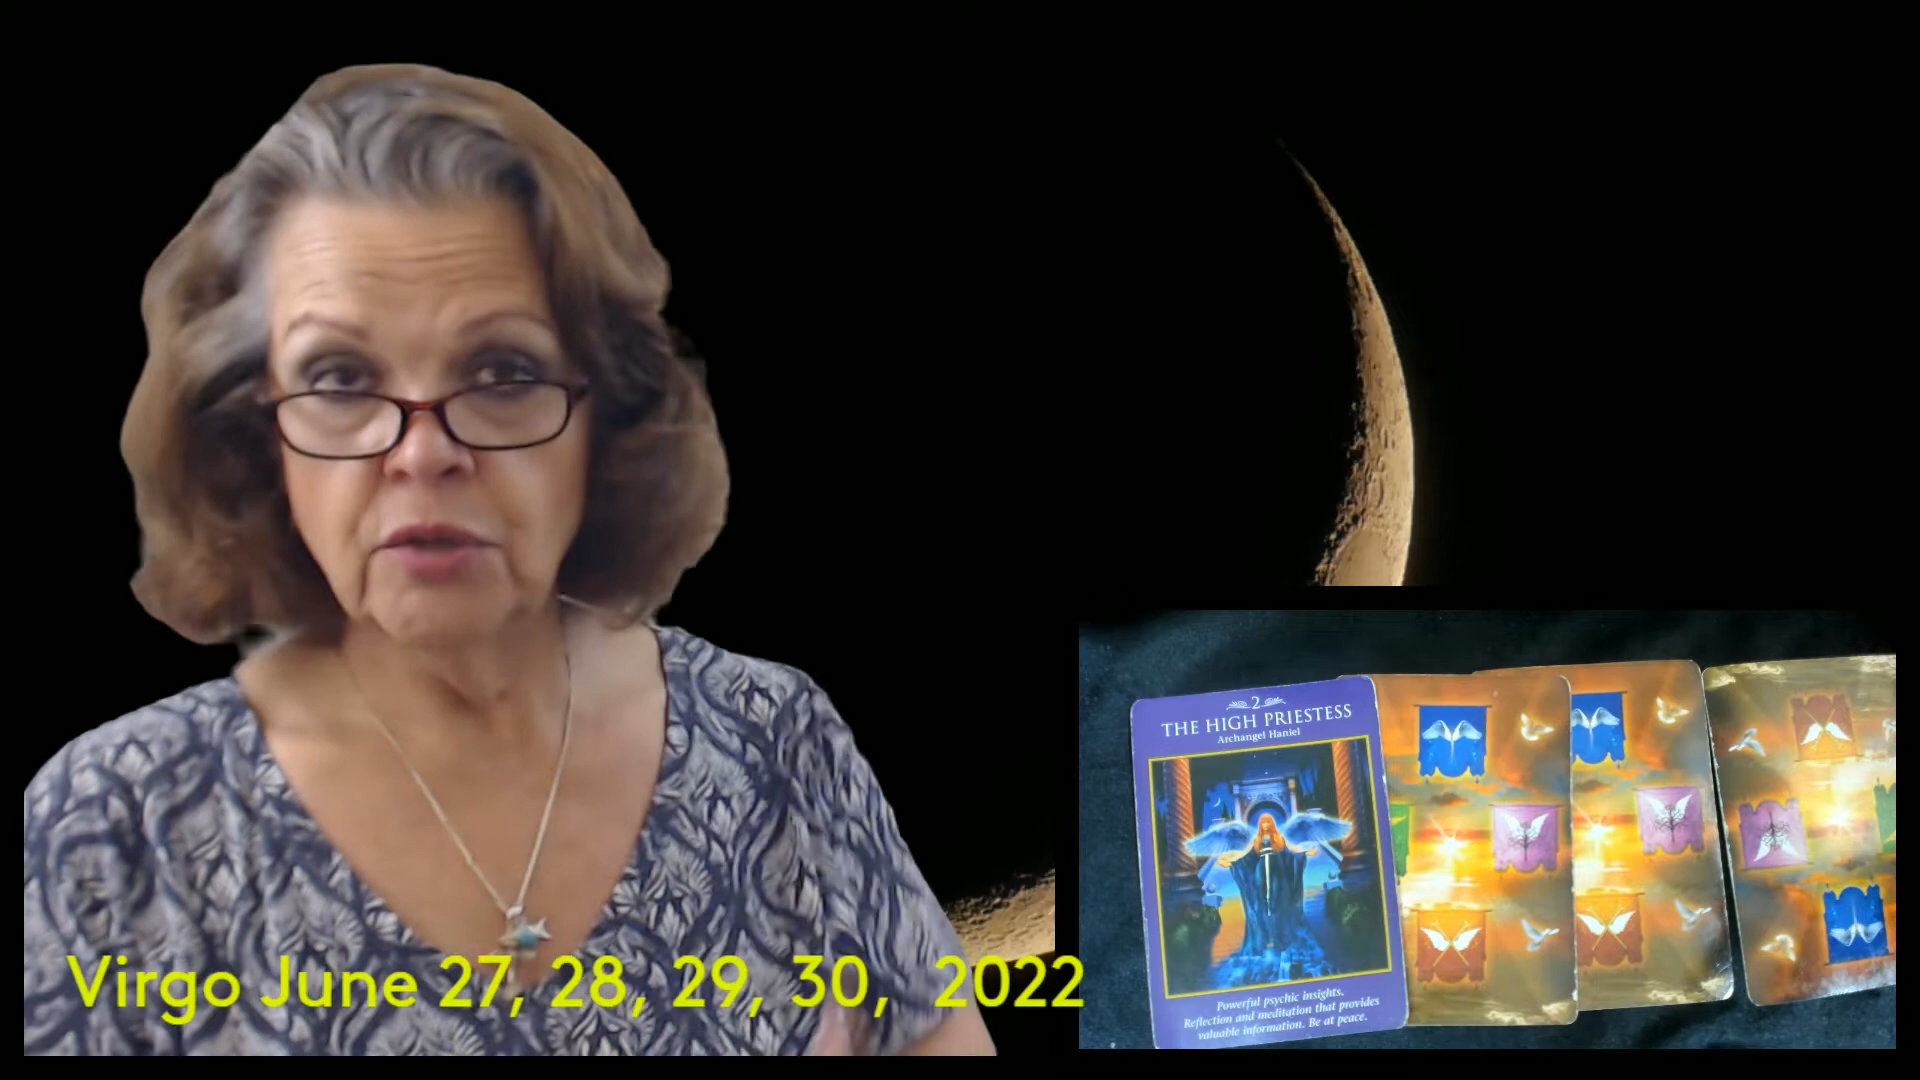 2
THE HIGH PRIESTESS
Archangel Haniel
Powerful psychic insights.
Reflection and meditation that provides
valuable information. Be at peace.
Virgo June 27, 28, 29, 30, 2022